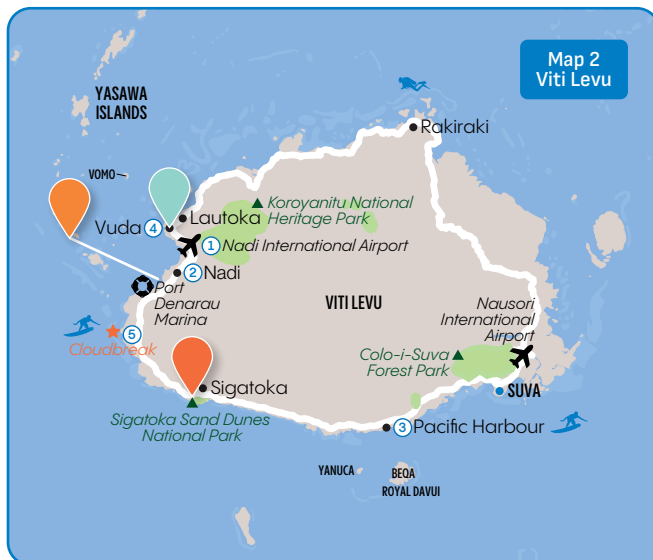 Map 2
Viti Levu
YASAWA
ISLANDS
Rakiraki
VOMO
Koroyanitu National
Heritage Park
Lautoka
Vuda 4
1 Nadi International Airport
2 Nadi
Port
Denarau
Marina
VITI LEVU
Nausori
International
Airport
5
Cloudbreak
Colo-i-Suva
Forest Park
Sigatoka
SUVA
Sigatoka Sand Dunes
National Park
3 Pacific Harbour
YANUCA
BEQA
ROYAL DAVUI